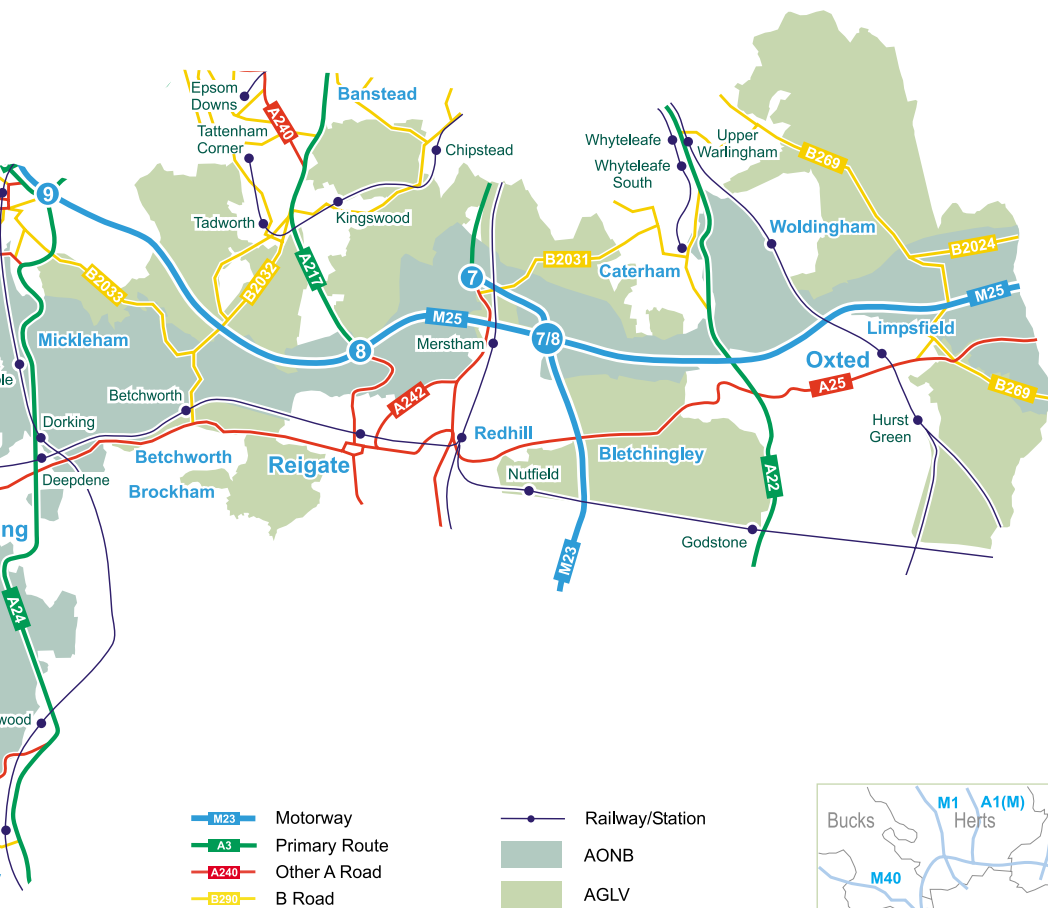 Epsom
Downs
A240
Banstead
Tattenham
Corner
Chipstead
Whyteleafe
Upper
Warlingham
Whyteleafe
South
B269
9
Tadworth
Kingswood
Woldingham
B2024
B2033
B2032
A217
7
B2031
Caterham
M25
M25
Mickleham
8
Merstham
7/8
Limpsfield
Oxted
A25
B269
Betchworth
A242
Dorking
Redhill
Hurst
Green
Betchworth
Reigate
Bletchingley
Deepdene
Brockham
Nutfield
A22
ng
Godstone
M23
A24
wood
M23
Motorway
A3
Primary Route
A240
Other A Road
B290
B Road
Railway/Station
AONB
AGLV
M1
A1(M)
Bucks
Herts
M40